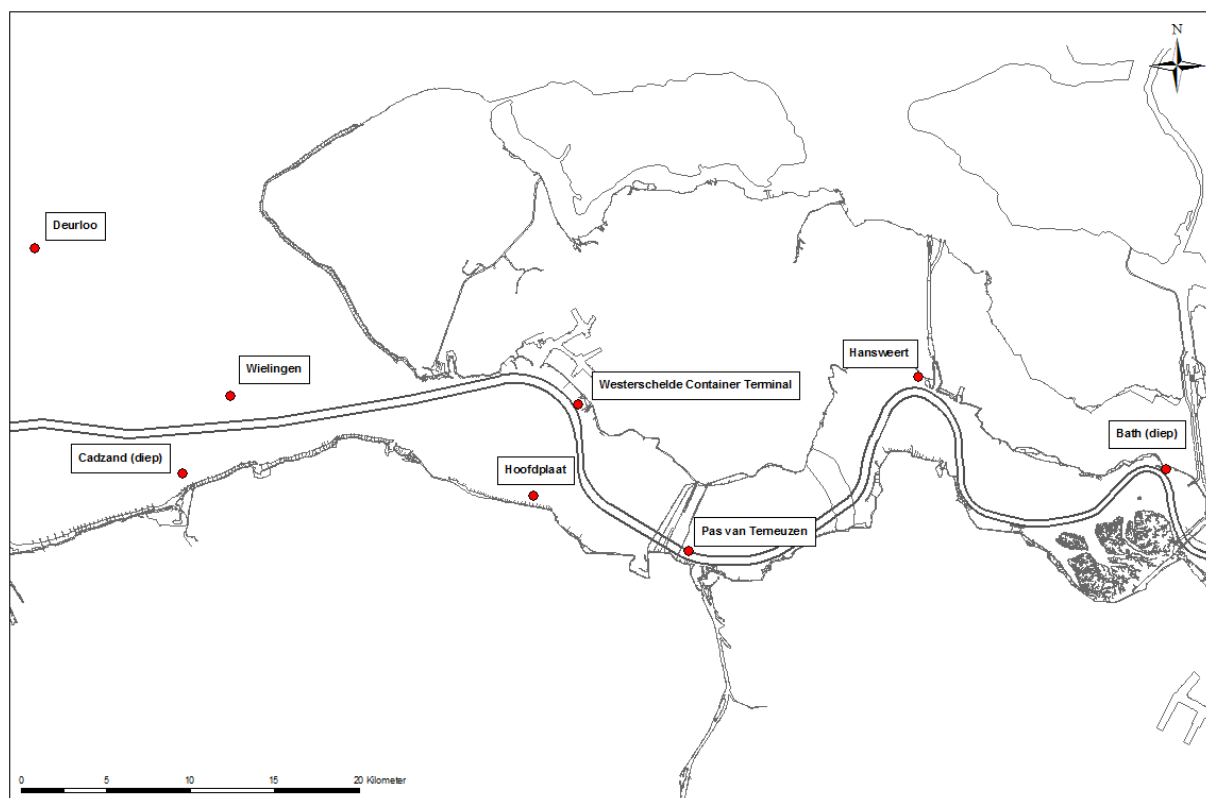 N
Deurloo
Wielingen
Hansweert
Westerschelde Container Terminal
Bath (diep)
Cadzand (diep)
Hoofdplaat
Pas van Terneuzen
0 5 10 15 20 Kilometer